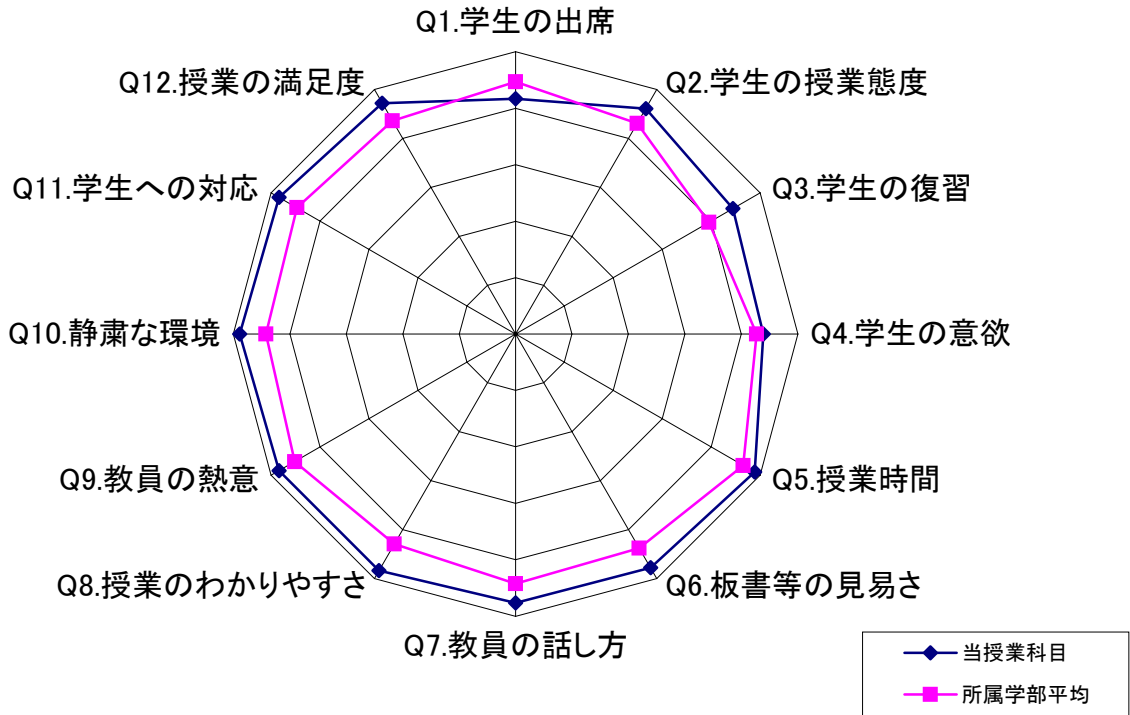 Q1.学生の出席
Q2.学生の授業態度
Q3.学生の復習
Q4.学生の意欲
Q5.授業時間
Q6.板書等の見易さ
Q7.教員の話し方
Q8.授業のわかりやすさ
Q9.教員の熱意
Q10.静粛な環境
Q11.学生への対応
Q12.授業の満足度
当授業科目
所属学部平均